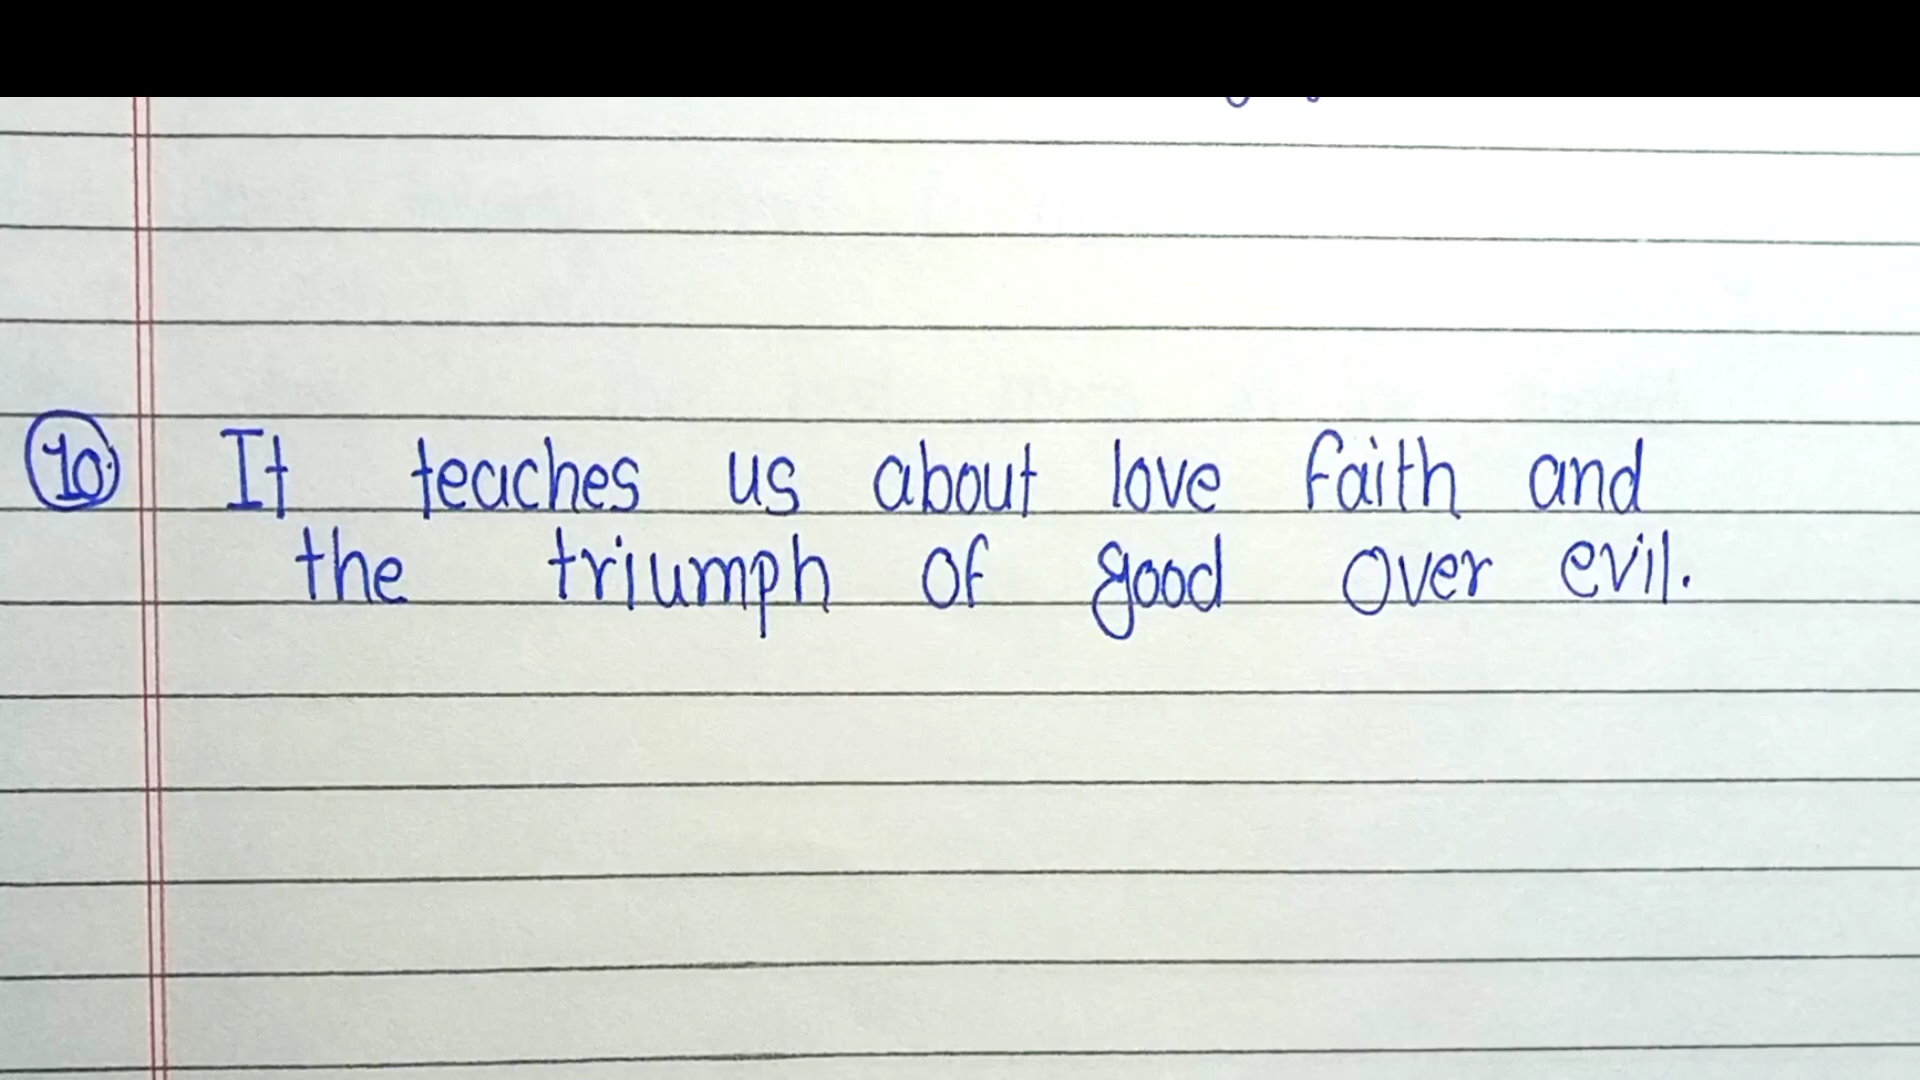 10. It teaches us about love faith and
the triumph of good over evil.